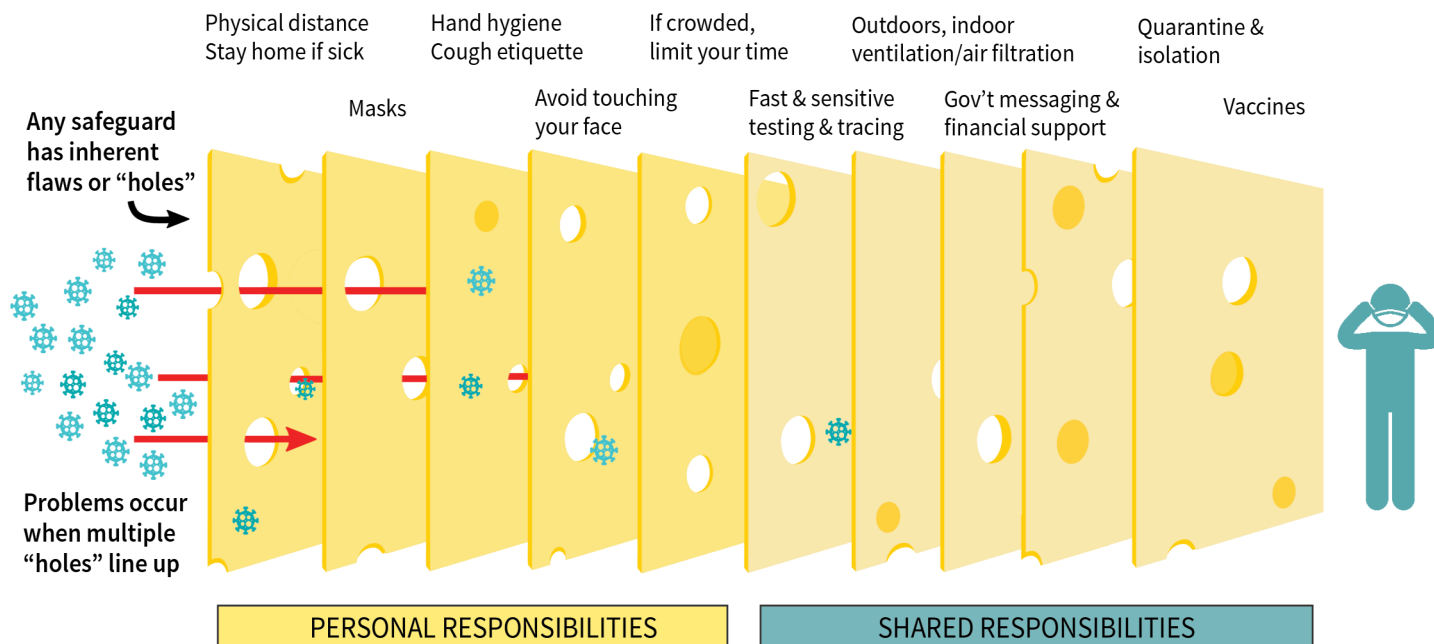 Physical distance
Stay home if sick
Hand hygiene
Cough etiquette
If crowded,
limit your time
Outdoors, indoor
ventilation/air filtration
Quarantine &
isolation
Masks
Avoid touching
your face
Fast & sensitive
testing & tracing
Gov’t messaging &
financial support
Vaccines
Any safeguard
has inherent
flaws or “holes”
Problems occur
when multiple
“holes” line up
PERSONAL RESPONSIBILITIES
SHARED RESPONSIBILITIES